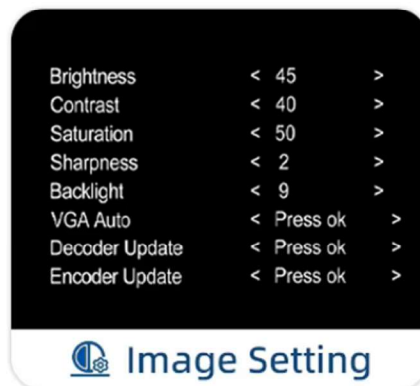 Brightness < 45 >
Contrast < 40 >
Saturation < 50 >
Sharpness < 2 >
Backlight < 9 >
VGA Auto < Press ok >
Decoder Update < Press ok >
Encoder Update < Press ok >
Image Setting